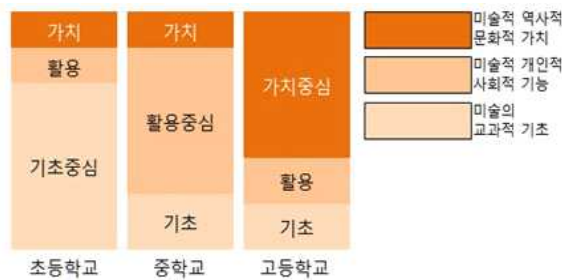 가치
활용
기초중심
초등학교
가치
활용중심
기초
중학교
가치중심
활용
기초
고등학교
미술적 역사적
문화적 가치
미술적 개인적
사회적 기능
미술의
교과적 기초